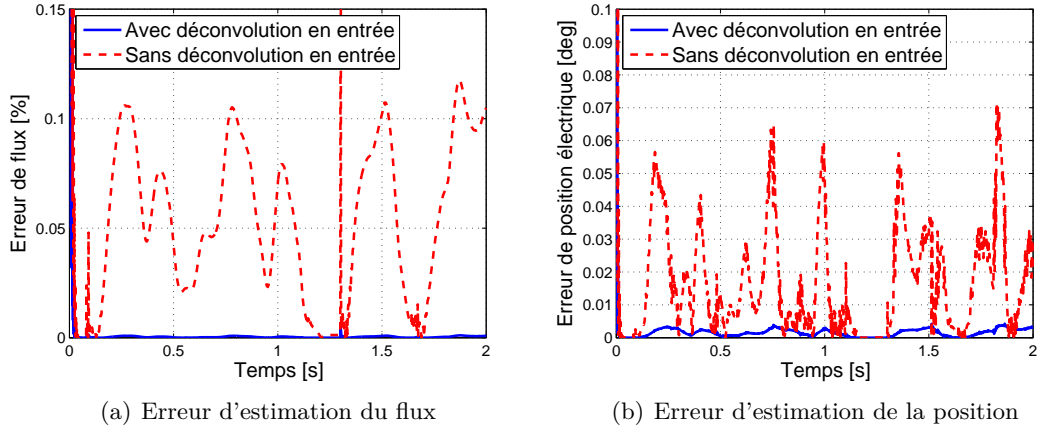 0.15
0.1
0.05
0
0
0.5
1
1.5
2
Erreur de flux [%]
Temps [s]
Avec déconvolution en entrée
Sans déconvolution en entrée
(a) Erreur d'estimation du flux
0.1
0.09
0.08
0.07
0.06
0.05
0.04
0.03
0.02
0.01
0
0
0.5
1
1.5
2
Erreur de position électrique [deg]
Temps [s]
Avec déconvolution en entrée
Sans déconvolution en entrée
(b) Erreur d'estimation de la position